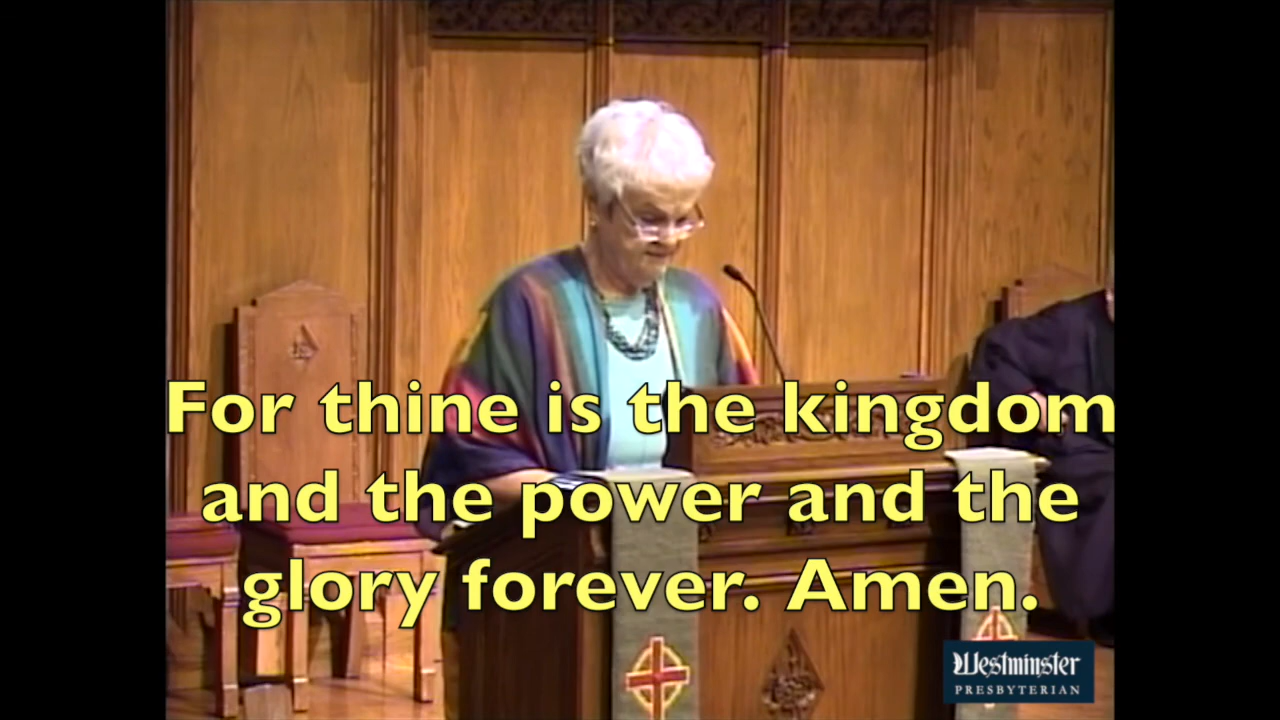 For thine is the kingdom
and the power and the
glory forever. Amen.
Westminster
PRESBYTERIAN